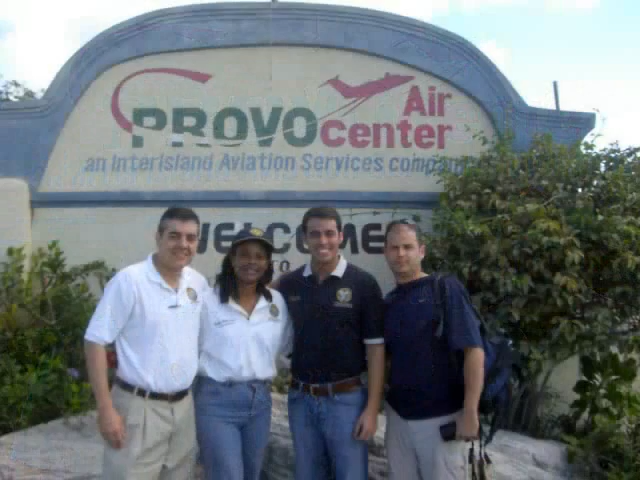 PROVO Air
center
an InterIsland Aviation Services company
WELCOME